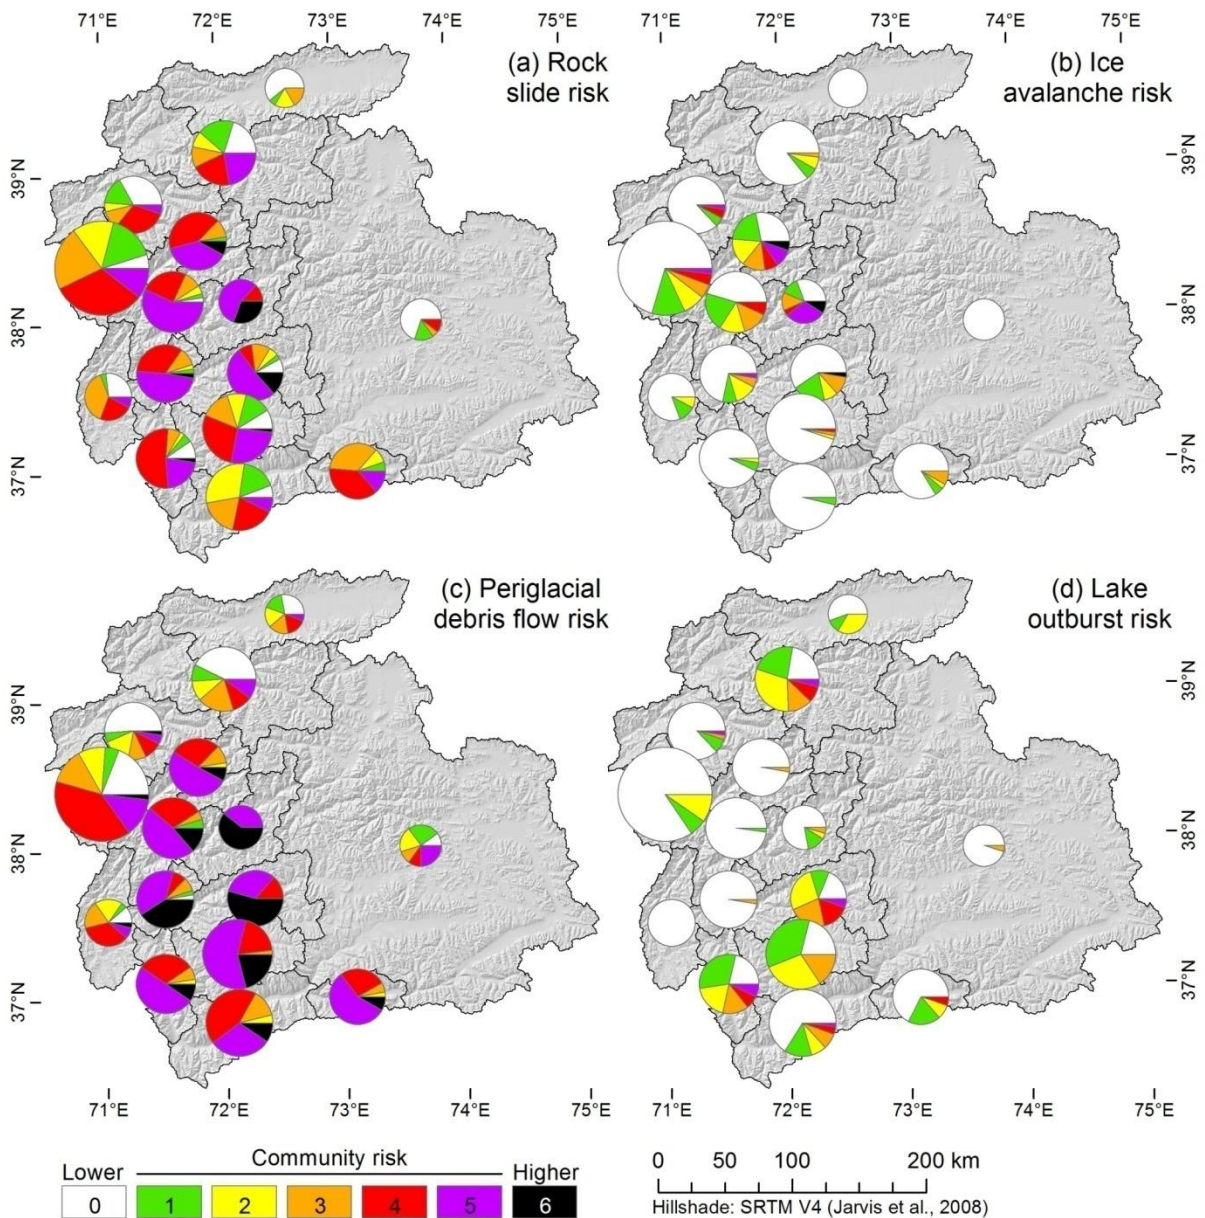 71°E 72°E 73°E 74°E 75°E 71°E 72°E 73°E 74°E 75°E
(a) Rock
slide risk
(b) Ice
avalanche risk
39°N
38°N
37°N
39°N
38°N
37°N
(c) Periglacial
debris flow risk
(d) Lake
outburst risk
39°N
38°N
37°N
39°N
38°N
37°N
71°E 72°E 73°E 74°E 75°E 71°E 72°E 73°E 74°E 75°E
Lower Community risk Higher
0 1 2 3 4 5 6
0 50 100 200 km
Hillshade: SRTM V4 (Jarvis et al., 2008)